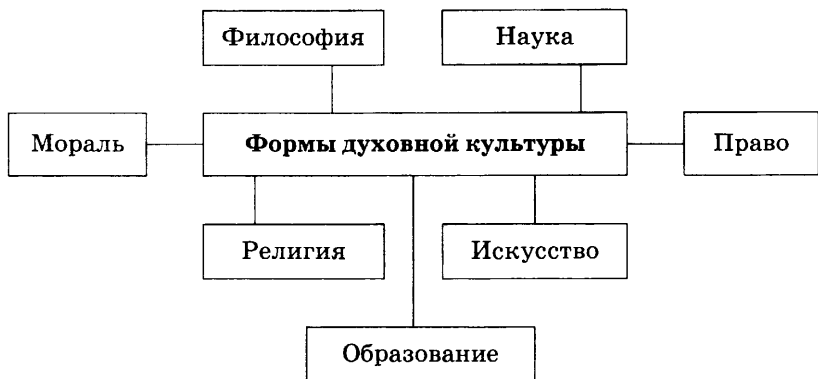 Философия
Наука
Мораль
Формы духовной культуры
Право
Религия
Искусство
Образование